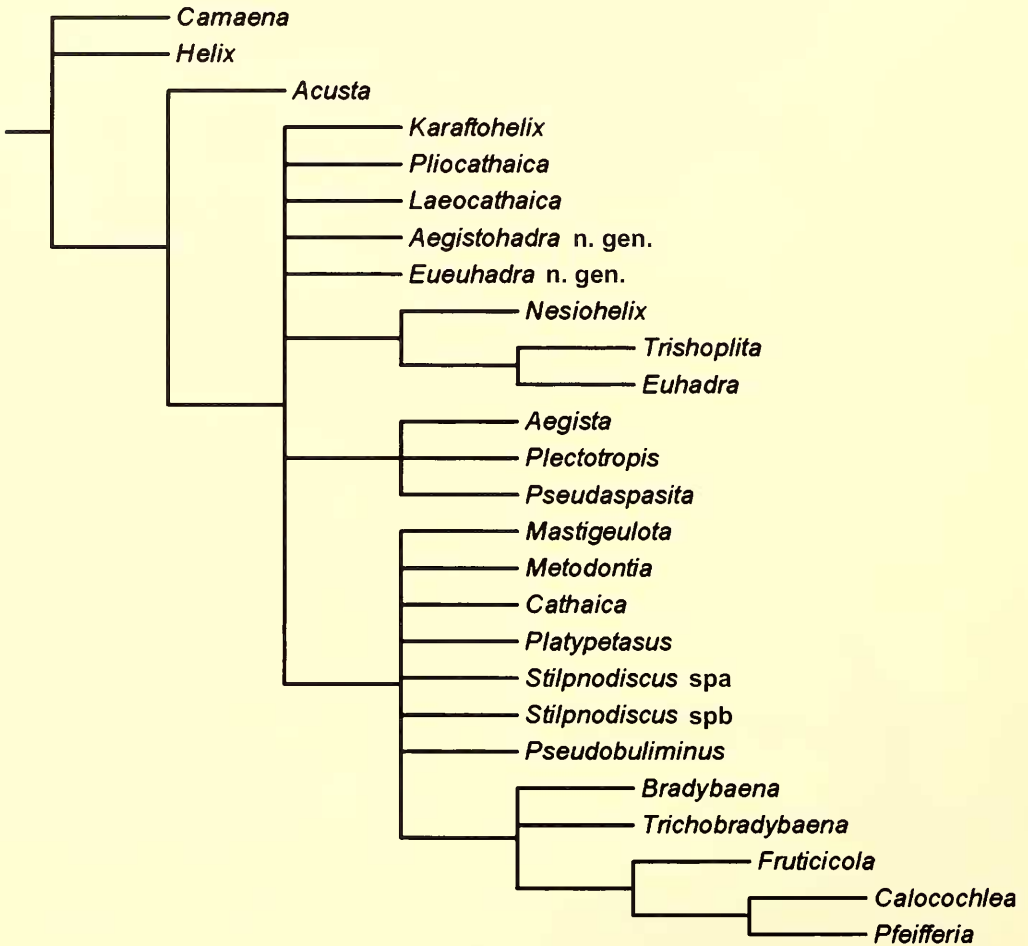 Camaena
Helix
Acusta
Karaftohelix
Pliocathaica
Laeocathaica
Aegistohadra n. gen.
Eueuhadra n. gen.
Nesiohelix
Trishoplita
Euhadra
Aegista
Plectotropis
Pseudaspasita
Mastigeulota
Metodontia
Cathaica
Platypetasus
Stilpnodiscus spa
Stilpnodiscus spb
Pseudobuliminus
Bradybaena
Trichobradybaena
Fruticicola
Calocochlea
Pfeifferia